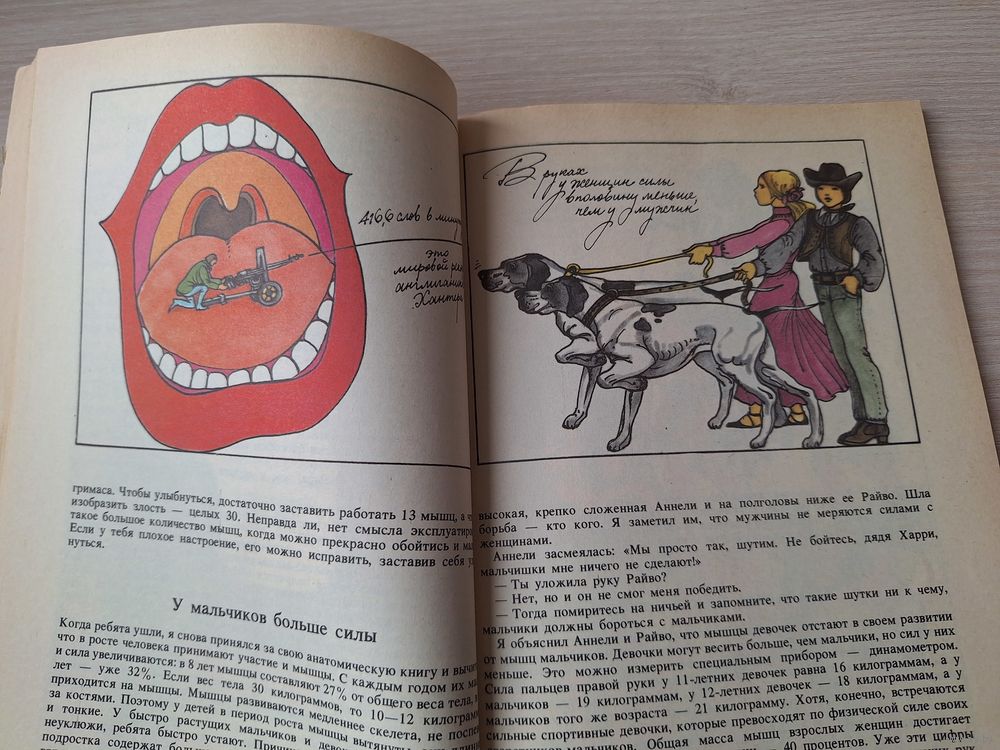 416,6 слов в минуту
это
мировой рек
англичанин
Хантер
гримаса. Чтобы улыбнуться, достаточно заставить работать 13 мышц, а ч
изобразить злость — целых 30. Неправда ли, нет смысла эксплуатиро
такое большое количество мышц, когда можно прекрасно обойтись и ма
Если у тебя плохое настроение, его можно исправить, заставив себя у
нуться.
У мальчиков больше силы
Когда ребята ушли, я снова принялся за свою анатомическую книгу и вычит
что в росте человека принимают участие и мышцы. С каждым годом их ма
и сила увеличиваются: в 8 лет мышцы составляют 27% от общего веса тела,
лет — уже 32%. Если вес тела 30 килограммов, то 10—12 килограмм
приходится на мышцы. Мышцы развиваются медленнее скелета, не поспе
за костями. Поэтому у детей в период роста мышцы вытянуты
и тонки. У быстро растущих мальчиков и девоч
неуклюжи, ребята быстро устают. Причин
подростка содержат больш
В руках
у женщин силы
вполовину меньше,
чем у мужчин
высокая, крепко сложенная Аннели и на полголовы ниже ее Райво. Шла
борьба — кто кого. Я заметил им, что мужчины не меряются силами с
женщинами.
Аннели засмеялась: «Мы просто так, шутим. Не бойтесь, дядя Харри,
мальчишки мне ничего не сделают!»
— Ты уложила руку Райво?
— Нет, но и он не смог меня победить.
— Тогда помиритесь на ничьей и запомните, что такие шутки ни к чему,
мальчики должны бороться с мальчиками.
Я объяснил Аннели и Райво, что мышцы девочек отстают в своем развитии
от мышц мальчиков. Девочки могут весить больше, чем мальчики, но сил у них
меньше. Это можно измерить специальным прибором — динамометром.
Сила пальцев правой руки у 11-летних девочек равна 16 килограммам, а у
мальчиков — 19 килограммам, у 12-летних девочек — 18 килограммам, а у
мальчиков того же возраста — 21 килограмму. Хотя, конечно, встречаются
сильные спортивные девочки, которые превосходят по физической силе своих
мальчиков. Общая масса мышц взрослых женщин достигает
40 процентов. Уже эти цифры